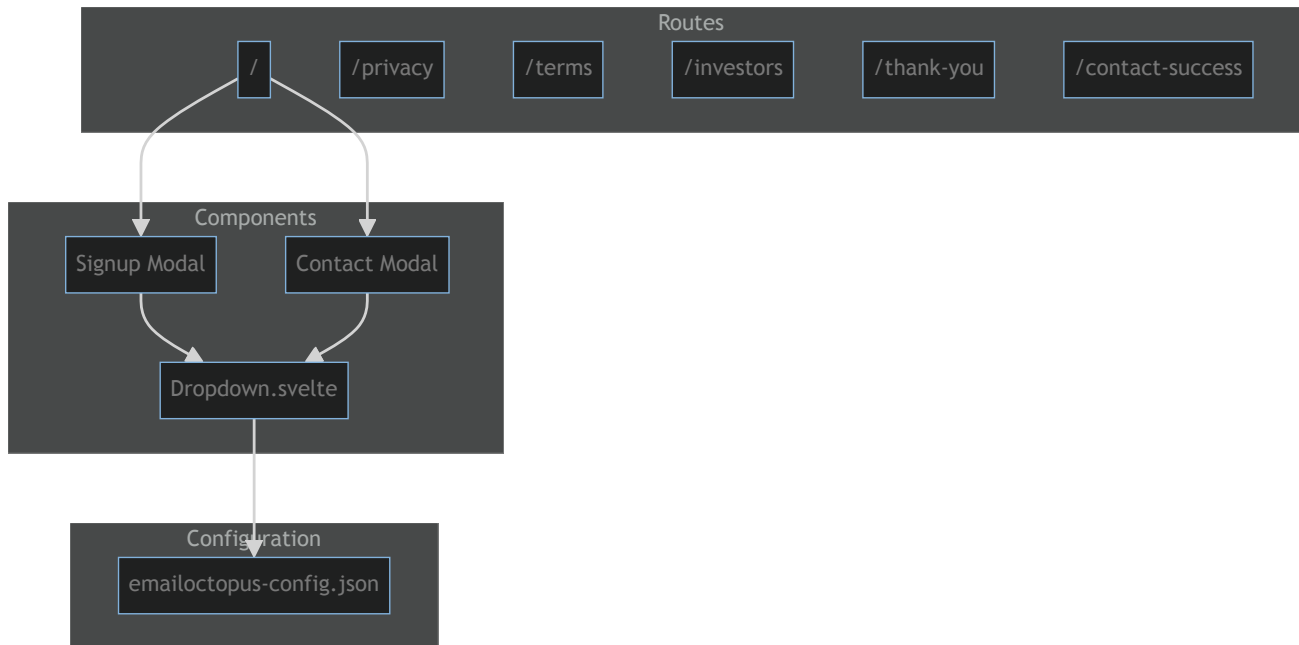 Routes
/
/privacy
/terms
/investors
/thank-you
/contact-success
Components
Signup Modal
Contact Modal
Dropdown.svelte
Configuration
emailoctopus-config.json